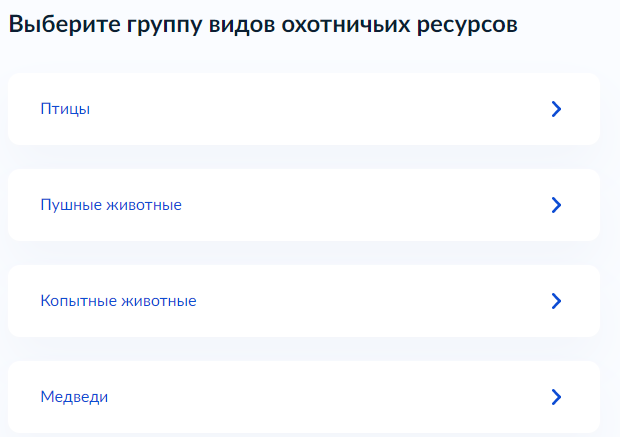 Выберите группу видов охотничьих ресурсов
Птицы
Пушные животные
Копытные животные
Медведи